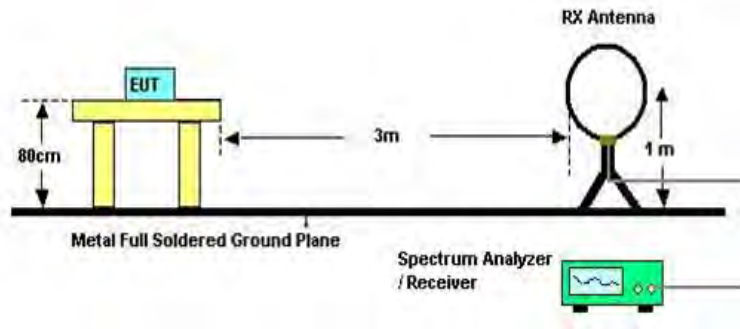 RX Antenna
EUT
80cm
3m
1 m
Metal Full Soldered Ground Plane
Spectrum Analyzer
/ Receiver